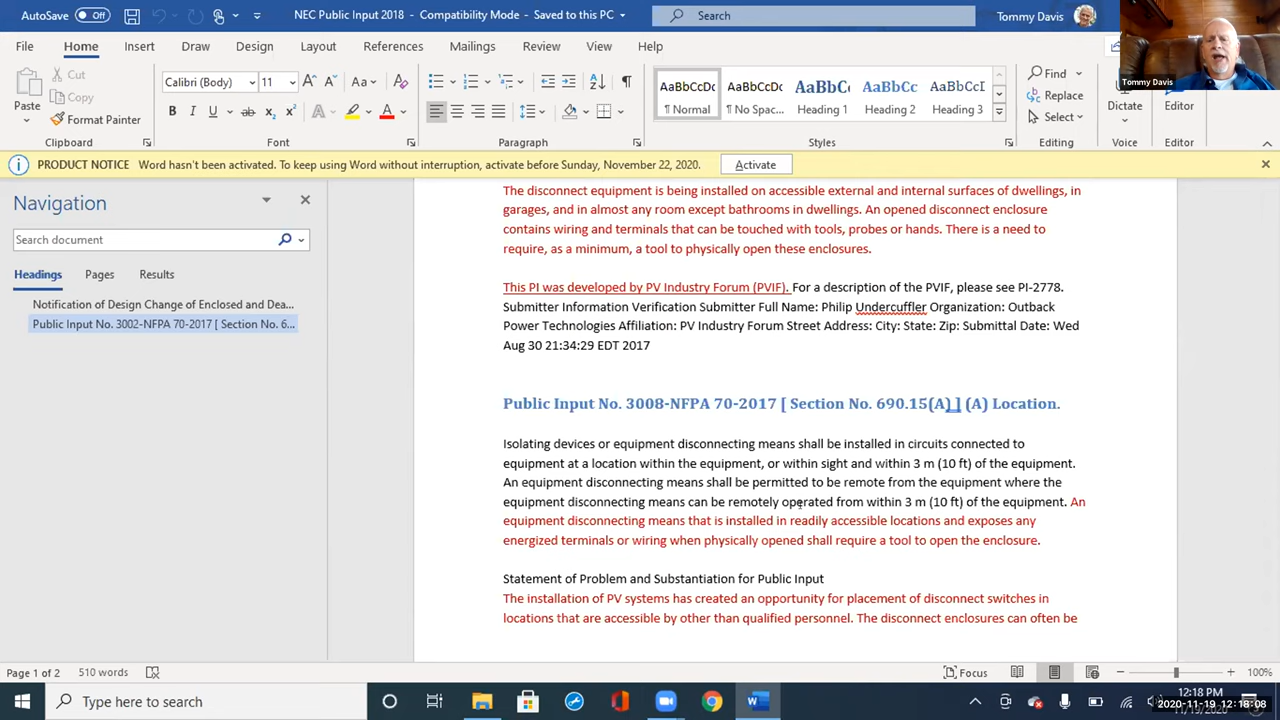 AutoSave Off
NEC Public Input 2018 - Compatibility Mode - Saved to this PC
Search
Tommy Davis
File Home Insert Draw Design Layout References Mailings Review View Help
Paste
Cut
Copy
Format Painter
Calibri (Body) 11
Aa
B I U ab x₂ x² A A
AaBbCcDc
¶ Normal
AaBbCcDc
¶ No Spac...
AaBbCc
Heading 1
AaBbCc
Heading 2
AaBbCcI
Heading 3
Find
Replace
Select
Dictate
Editor
Tommy Davis
Clipboard Font Paragraph Styles Editing Voice Editor
PRODUCT NOTICE Word hasn't been activated. To keep using Word without interruption, activate before Sunday, November 22, 2020. Activate
Navigation
Search document
Headings Pages Results
Notification of Design Change of Enclosed and Dea...
Public Input No. 3002-NFPA 70-2017 [ Section No. 6...
The disconnect equipment is being installed on accessible external and internal surfaces of dwellings, in
garages, and in almost any room except bathrooms in dwellings. An opened disconnect enclosure
contains wiring and terminals that can be touched with tools, probes or hands. There is a need to
require, as a minimum, a tool to physically open these enclosures.
This PI was developed by PV Industry Forum (PVIF). For a description of the PVIF, please see PI-2778.
Submitter Information Verification Submitter Full Name: Philip Undercuffler Organization: Outback
Power Technologies Affiliation: PV Industry Forum Street Address: City: State: Zip: Submittal Date: Wed
Aug 30 21:34:29 EDT 2017
Public Input No. 3008-NFPA 70-2017 [ Section No. 690.15(A) ] (A) Location.
Isolating devices or equipment disconnecting means shall be installed in circuits connected to
equipment at a location within the equipment, or within sight and within 3 m (10 ft) of the equipment.
An equipment disconnecting means shall be permitted to be remote from the equipment where the
equipment disconnecting means can be remotely operated from within 3 m (10 ft) of the equipment. An
equipment disconnecting means that is installed in readily accessible locations and exposes any
energized terminals or wiring when physically opened shall require a tool to open the enclosure.
Statement of Problem and Substantiation for Public Input
The installation of PV systems has created an opportunity for placement of disconnect switches in
locations that are accessible by other than qualified personnel. The disconnect enclosures can often be
Page 1 of 2 510 words
Focus
100%
Type here to search
12:18 PM
2020-11-19 12:18:08